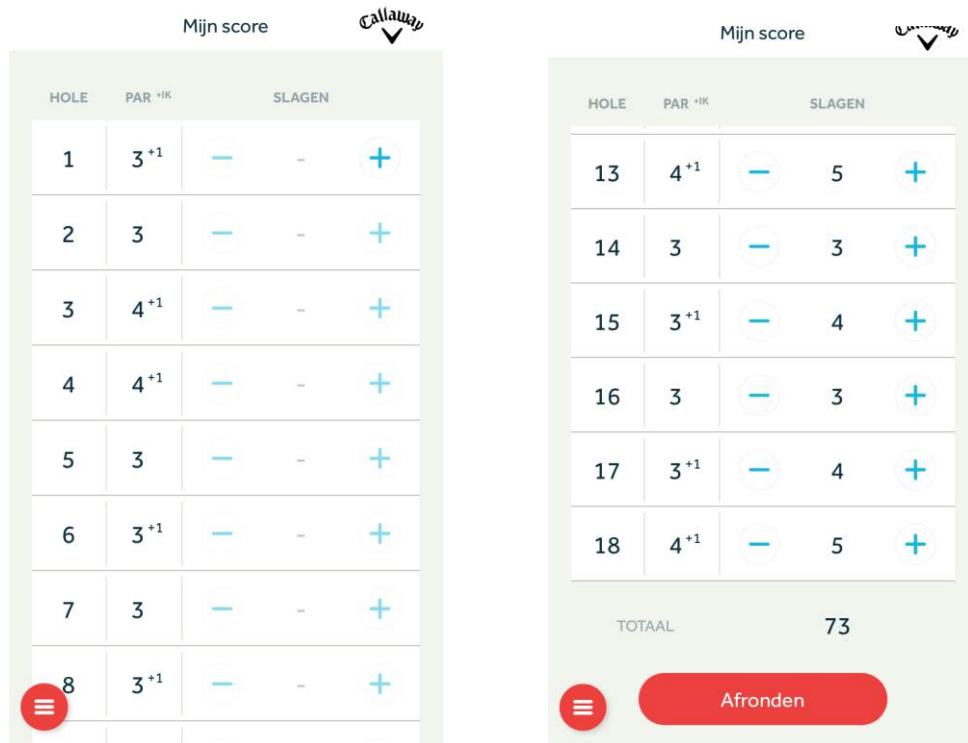 Mijn score
Callaway
HOLE PAR +IK SLAGEN
1 3 +1 - 
2 3 -
3 4 +1 -
4 4 +1 -
5 3 -
6 3 +1 -
7 3 -
8 3 +1 -
Mijn score
Callaway
HOLE PAR +IK SLAGEN
13 4 +1 5
14 3 3
15 3 +1 4
16 3 3
17 3 +1 4
18 4 +1 5
TOTAAL 73
Afronden